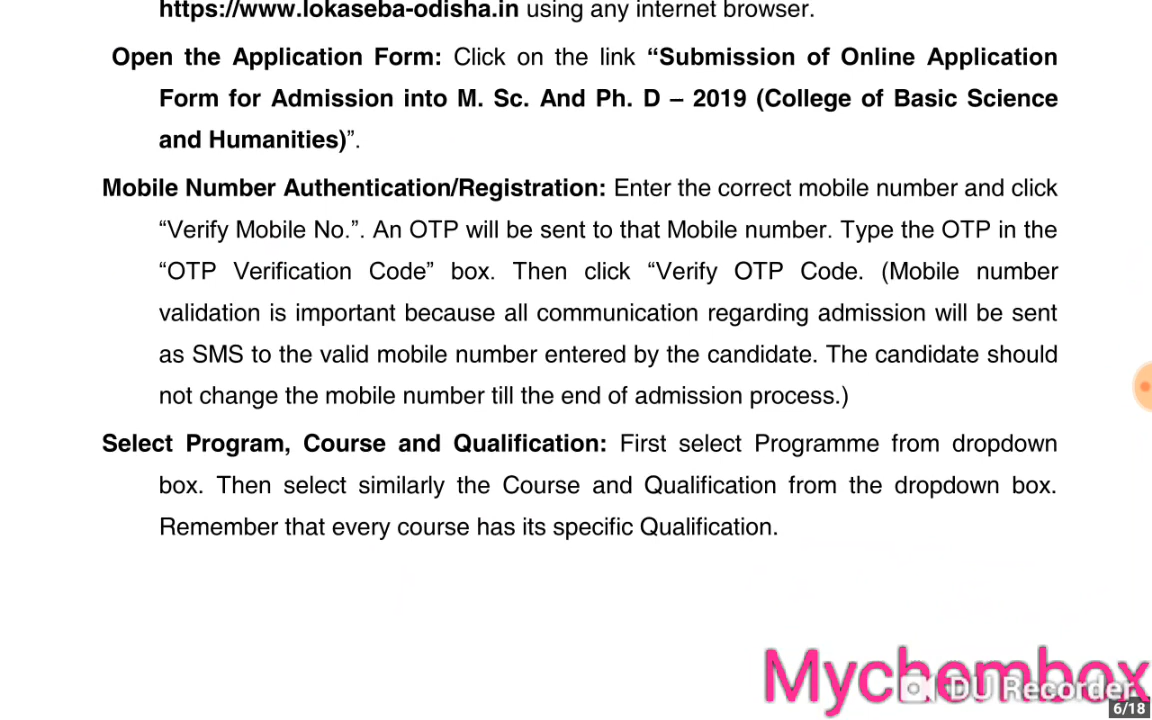 https://www.lokaseba-odisha.in using any internet browser.
Open the Application Form: Click on the link “Submission of Online Application
Form for Admission into M. Sc. And Ph. D – 2019 (College of Basic Science
and Humanities)”.
Mobile Number Authentication/Registration: Enter the correct mobile number and click
“Verify Mobile No.”. An OTP will be sent to that Mobile number. Type the OTP in the
“OTP Verification Code” box. Then click “Verify OTP Code. (Mobile number
validation is important because all communication regarding admission will be sent
as SMS to the valid mobile number entered by the candidate. The candidate should
not change the mobile number till the end of admission process.)
Select Program, Course and Qualification: First select Programme from dropdown
box. Then select similarly the Course and Qualification from the dropdown box.
Remember that every course has its specific Qualification.
Mychembox
DU Recorder
6/18